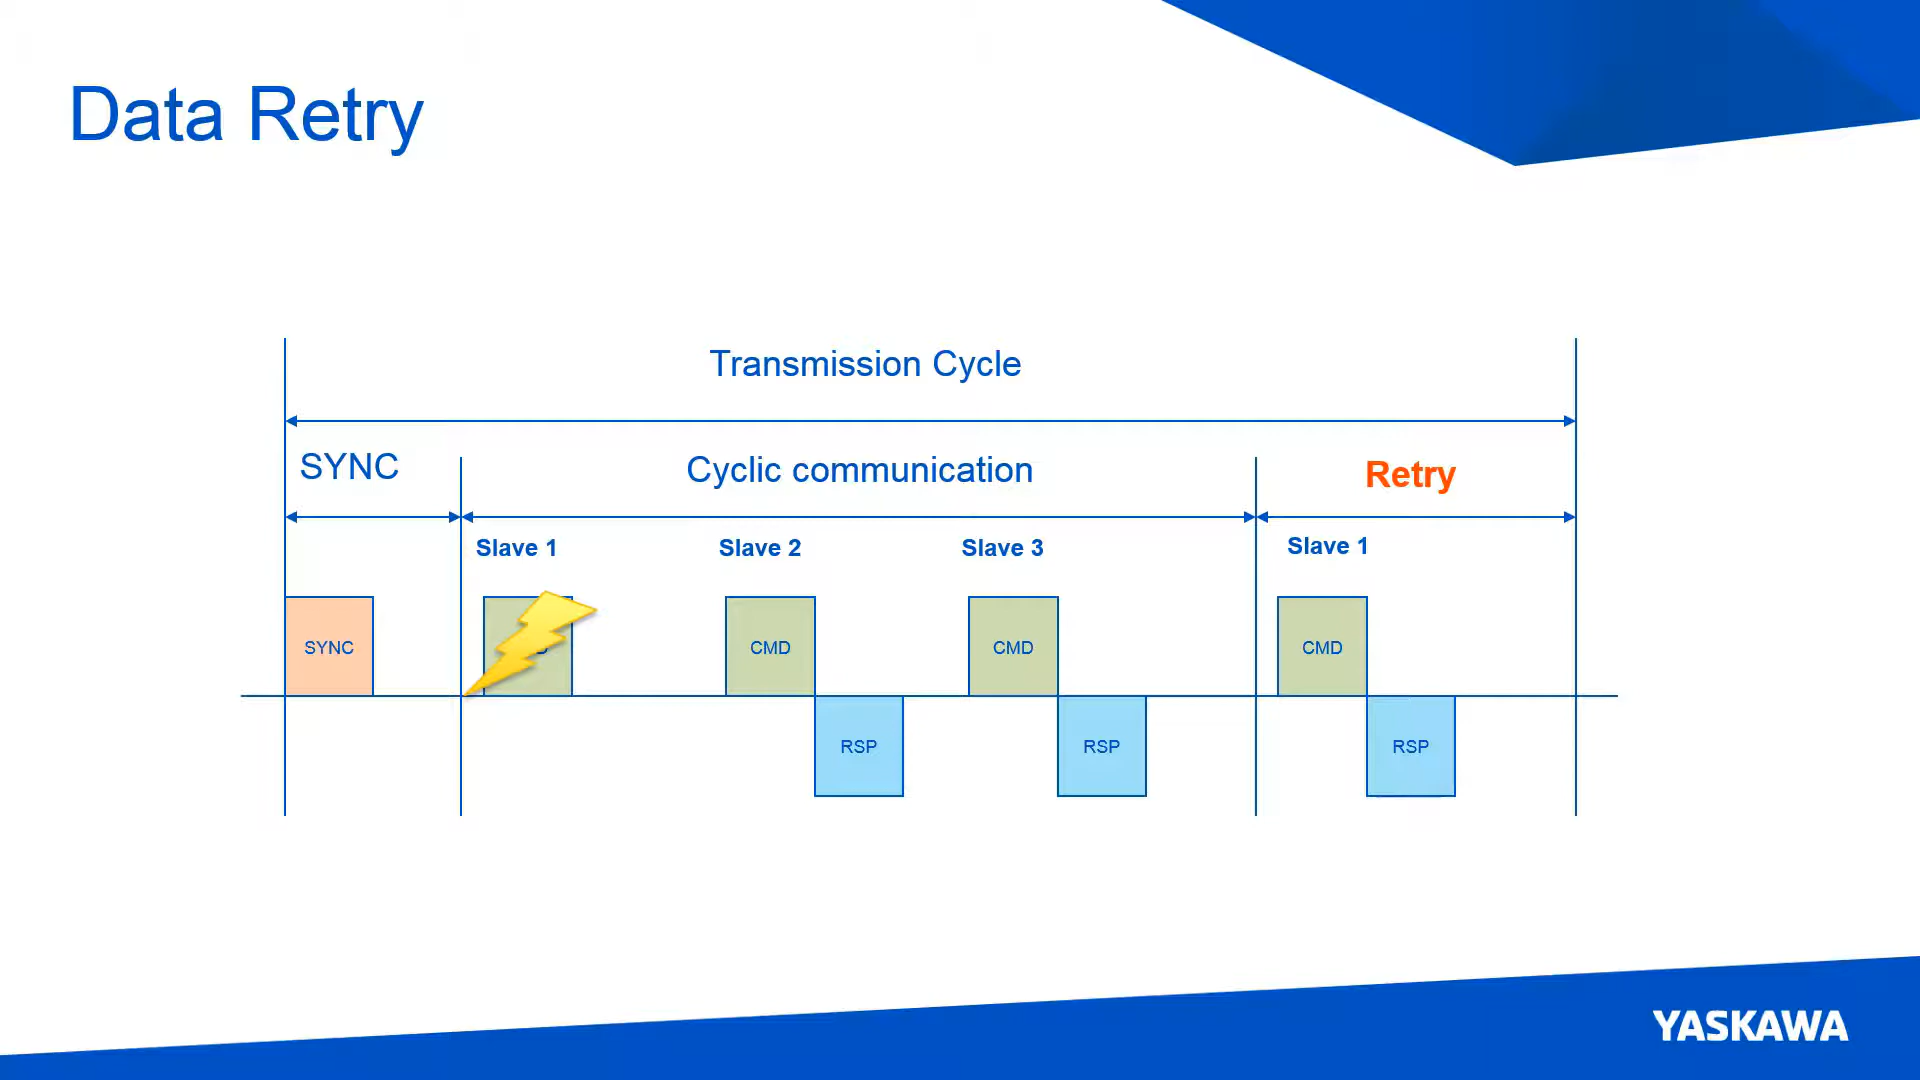 Data Retry
Transmission Cycle
SYNC
Cyclic communication
Retry
Slave 1
Slave 2
Slave 3
Slave 1
SYNC
CMD
CMD
CMD
RSP
RSP
RSP
YASKAWA